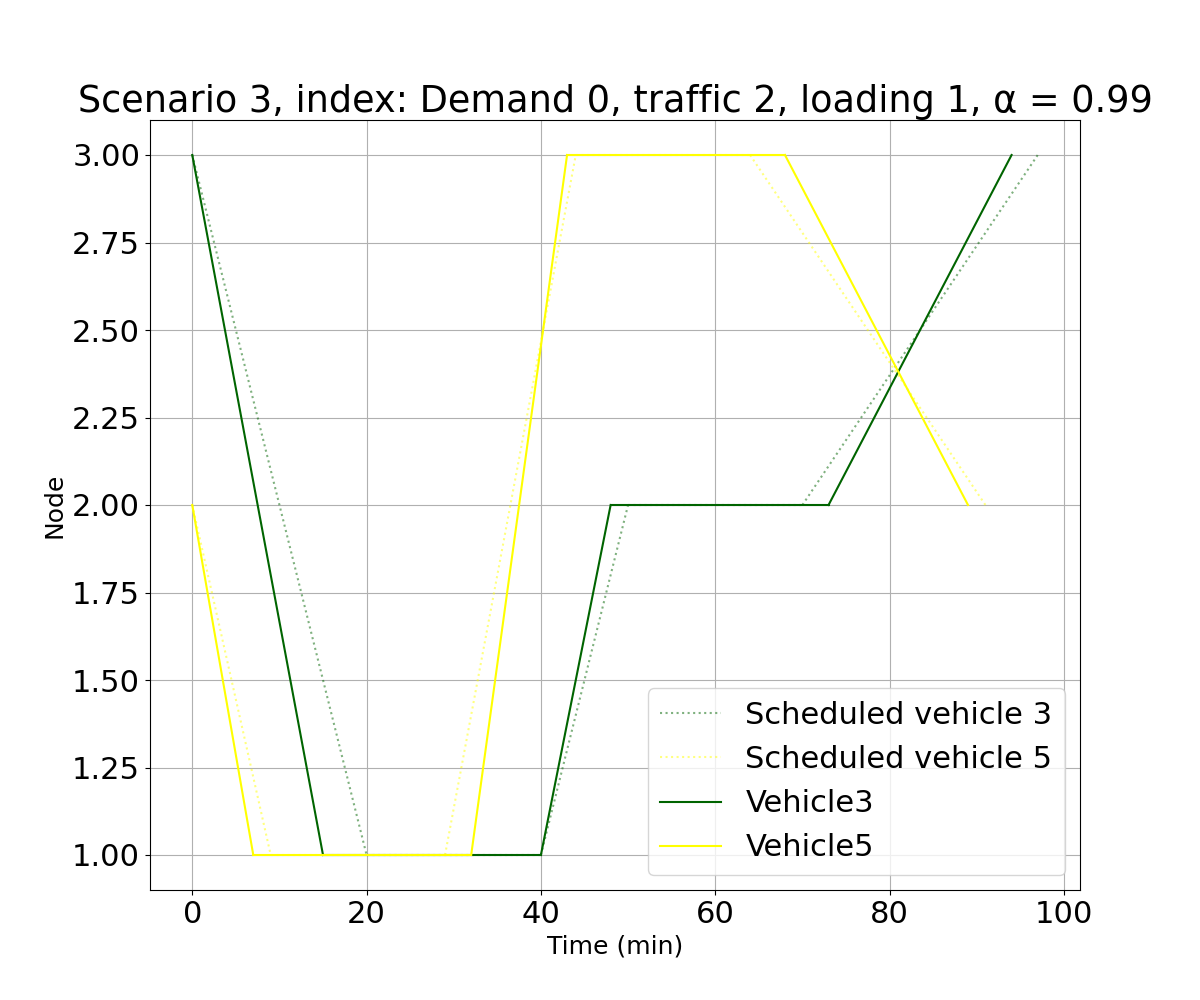 Scenario 3, index: Demand 0, traffic 2, loading 1, α = 0.99
3.00
2.75
2.50
2.25
2.00
1.75
1.50
1.25
1.00
Node
Scheduled vehicle 3
Scheduled vehicle 5
Vehicle3
Vehicle5
0 20 40 60 80 100
Time (min)